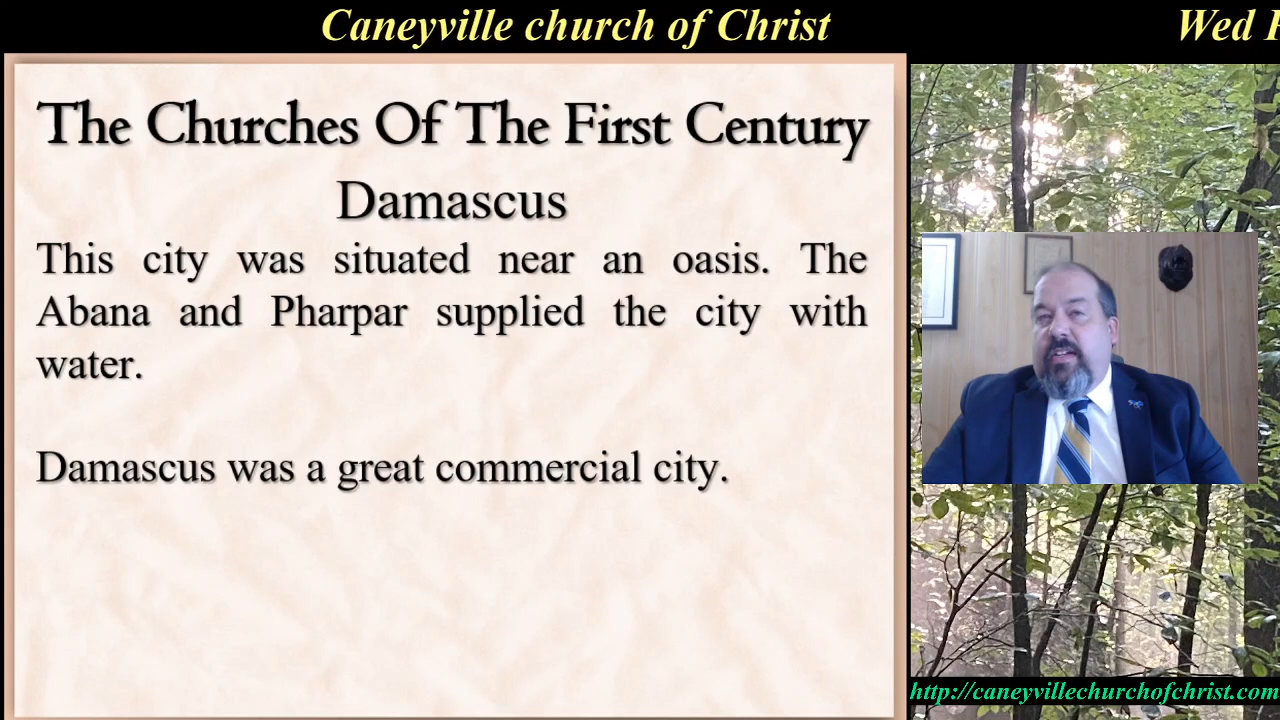 Caneyville church of Christ
Wed
The Churches Of The First Century
Damascus
This city was situated near an oasis. The
Abana and Pharpar supplied the city with
water.
Damascus was a great commercial city.
http://caneyvillechurchofchrist.com